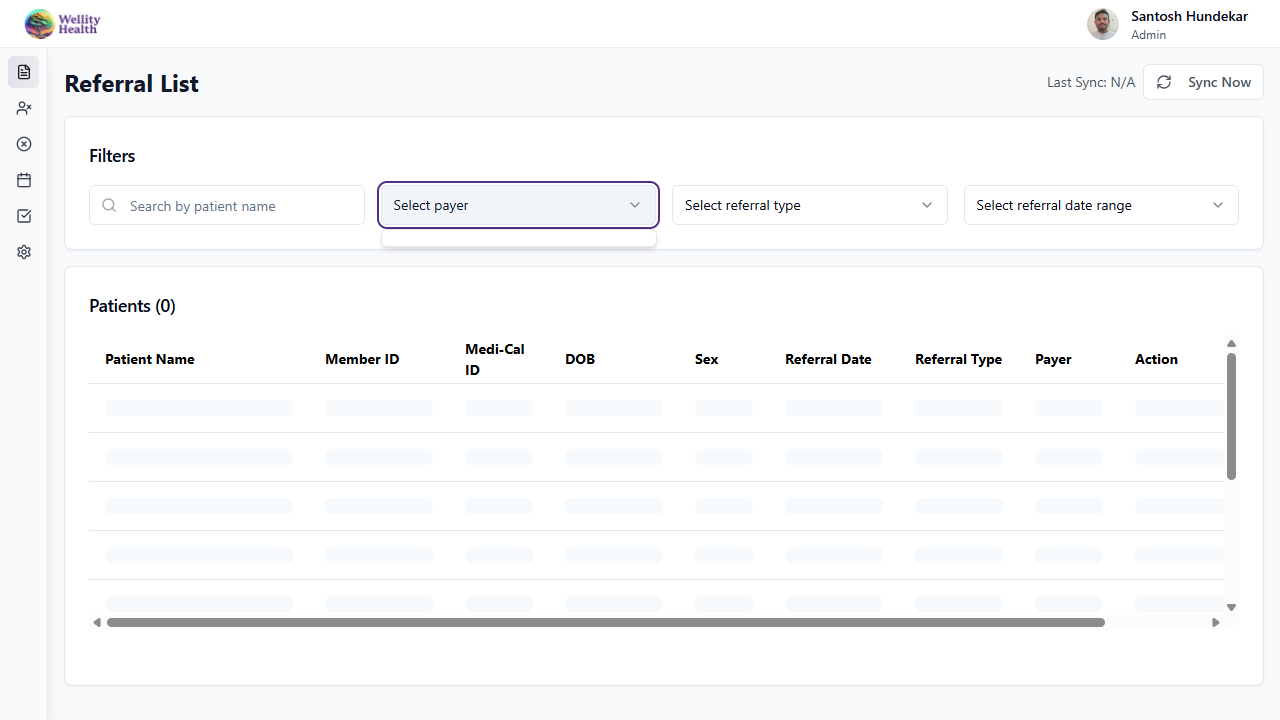 Wellity
Health
Santosh Hundekar
Admin
Referral List
Last Sync: N/A
Sync Now
Filters
Search by patient name
Select payer
Select referral type
Select referral date range
Patients (0)
Patient Name
Member ID
Medi-Cal
ID
DOB
Sex
Referral Date
Referral Type
Payer
Action